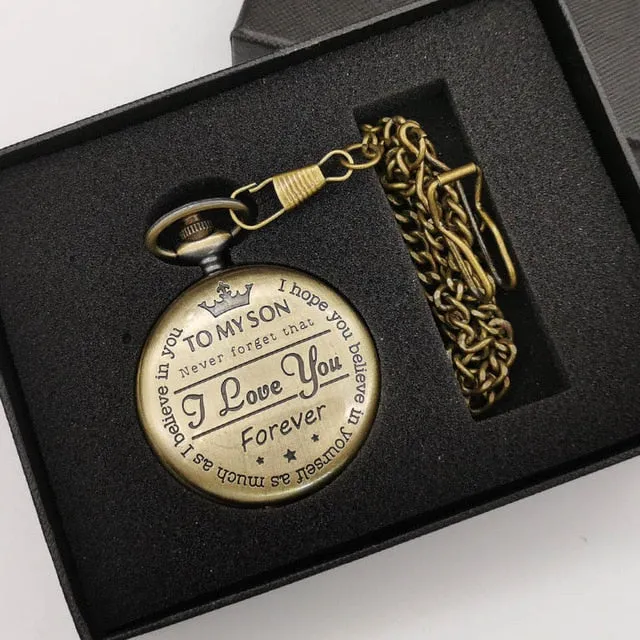 TO MY SON
Never forget that
I Love You
Forever
I hope you believe in yourself as much as I believe in you